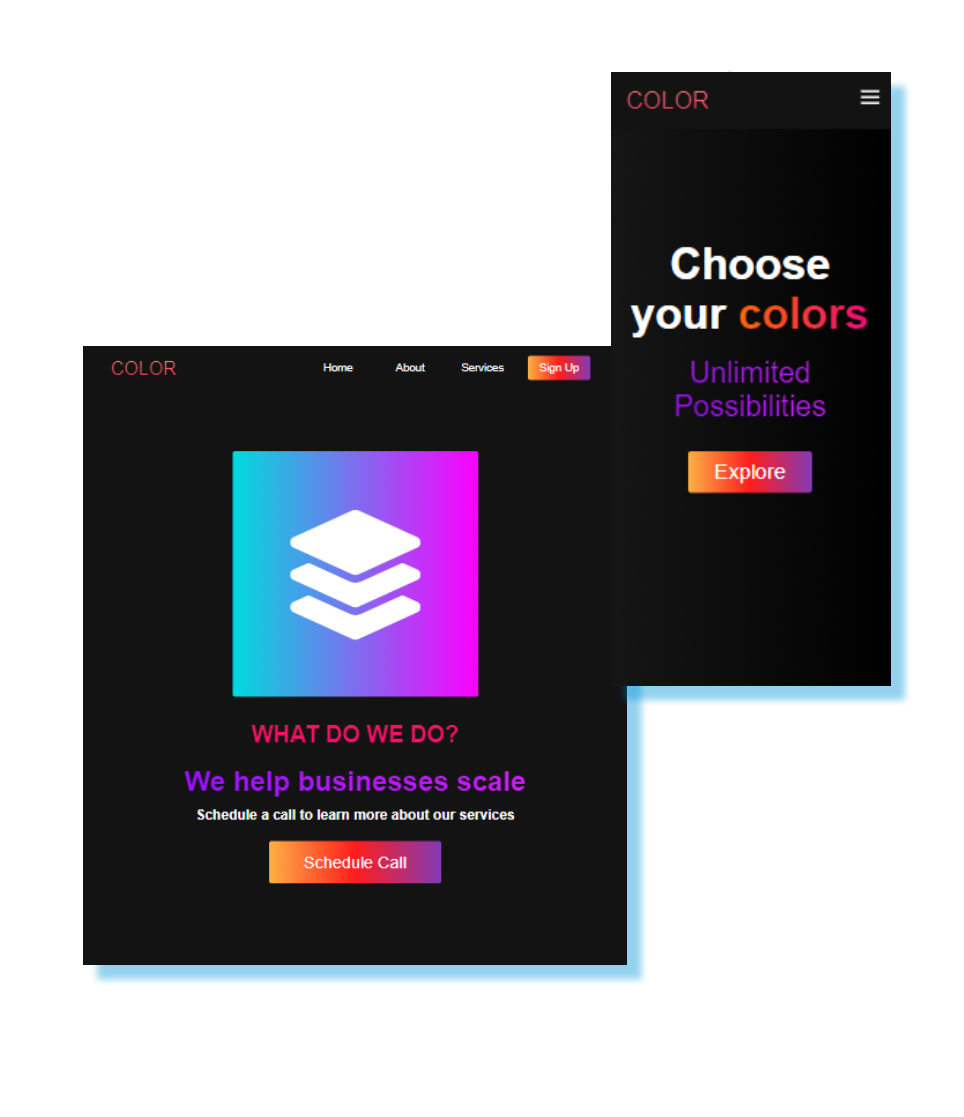 COLOR
Choose
your colors
Unlimited
Possibilities
Explore
COLOR
Home
About
Services
Sign Up
WHAT DO WE DO?
We help businesses scale
Schedule a call to learn more about our services
Schedule Call